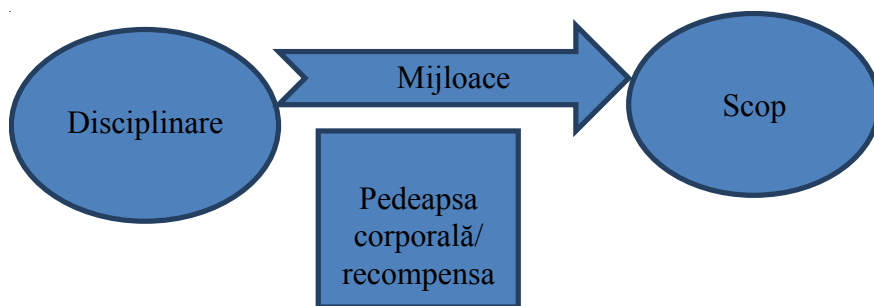 Disciplinare
Mijloace
Scop
Pedeapsa
corporală/
recompensa